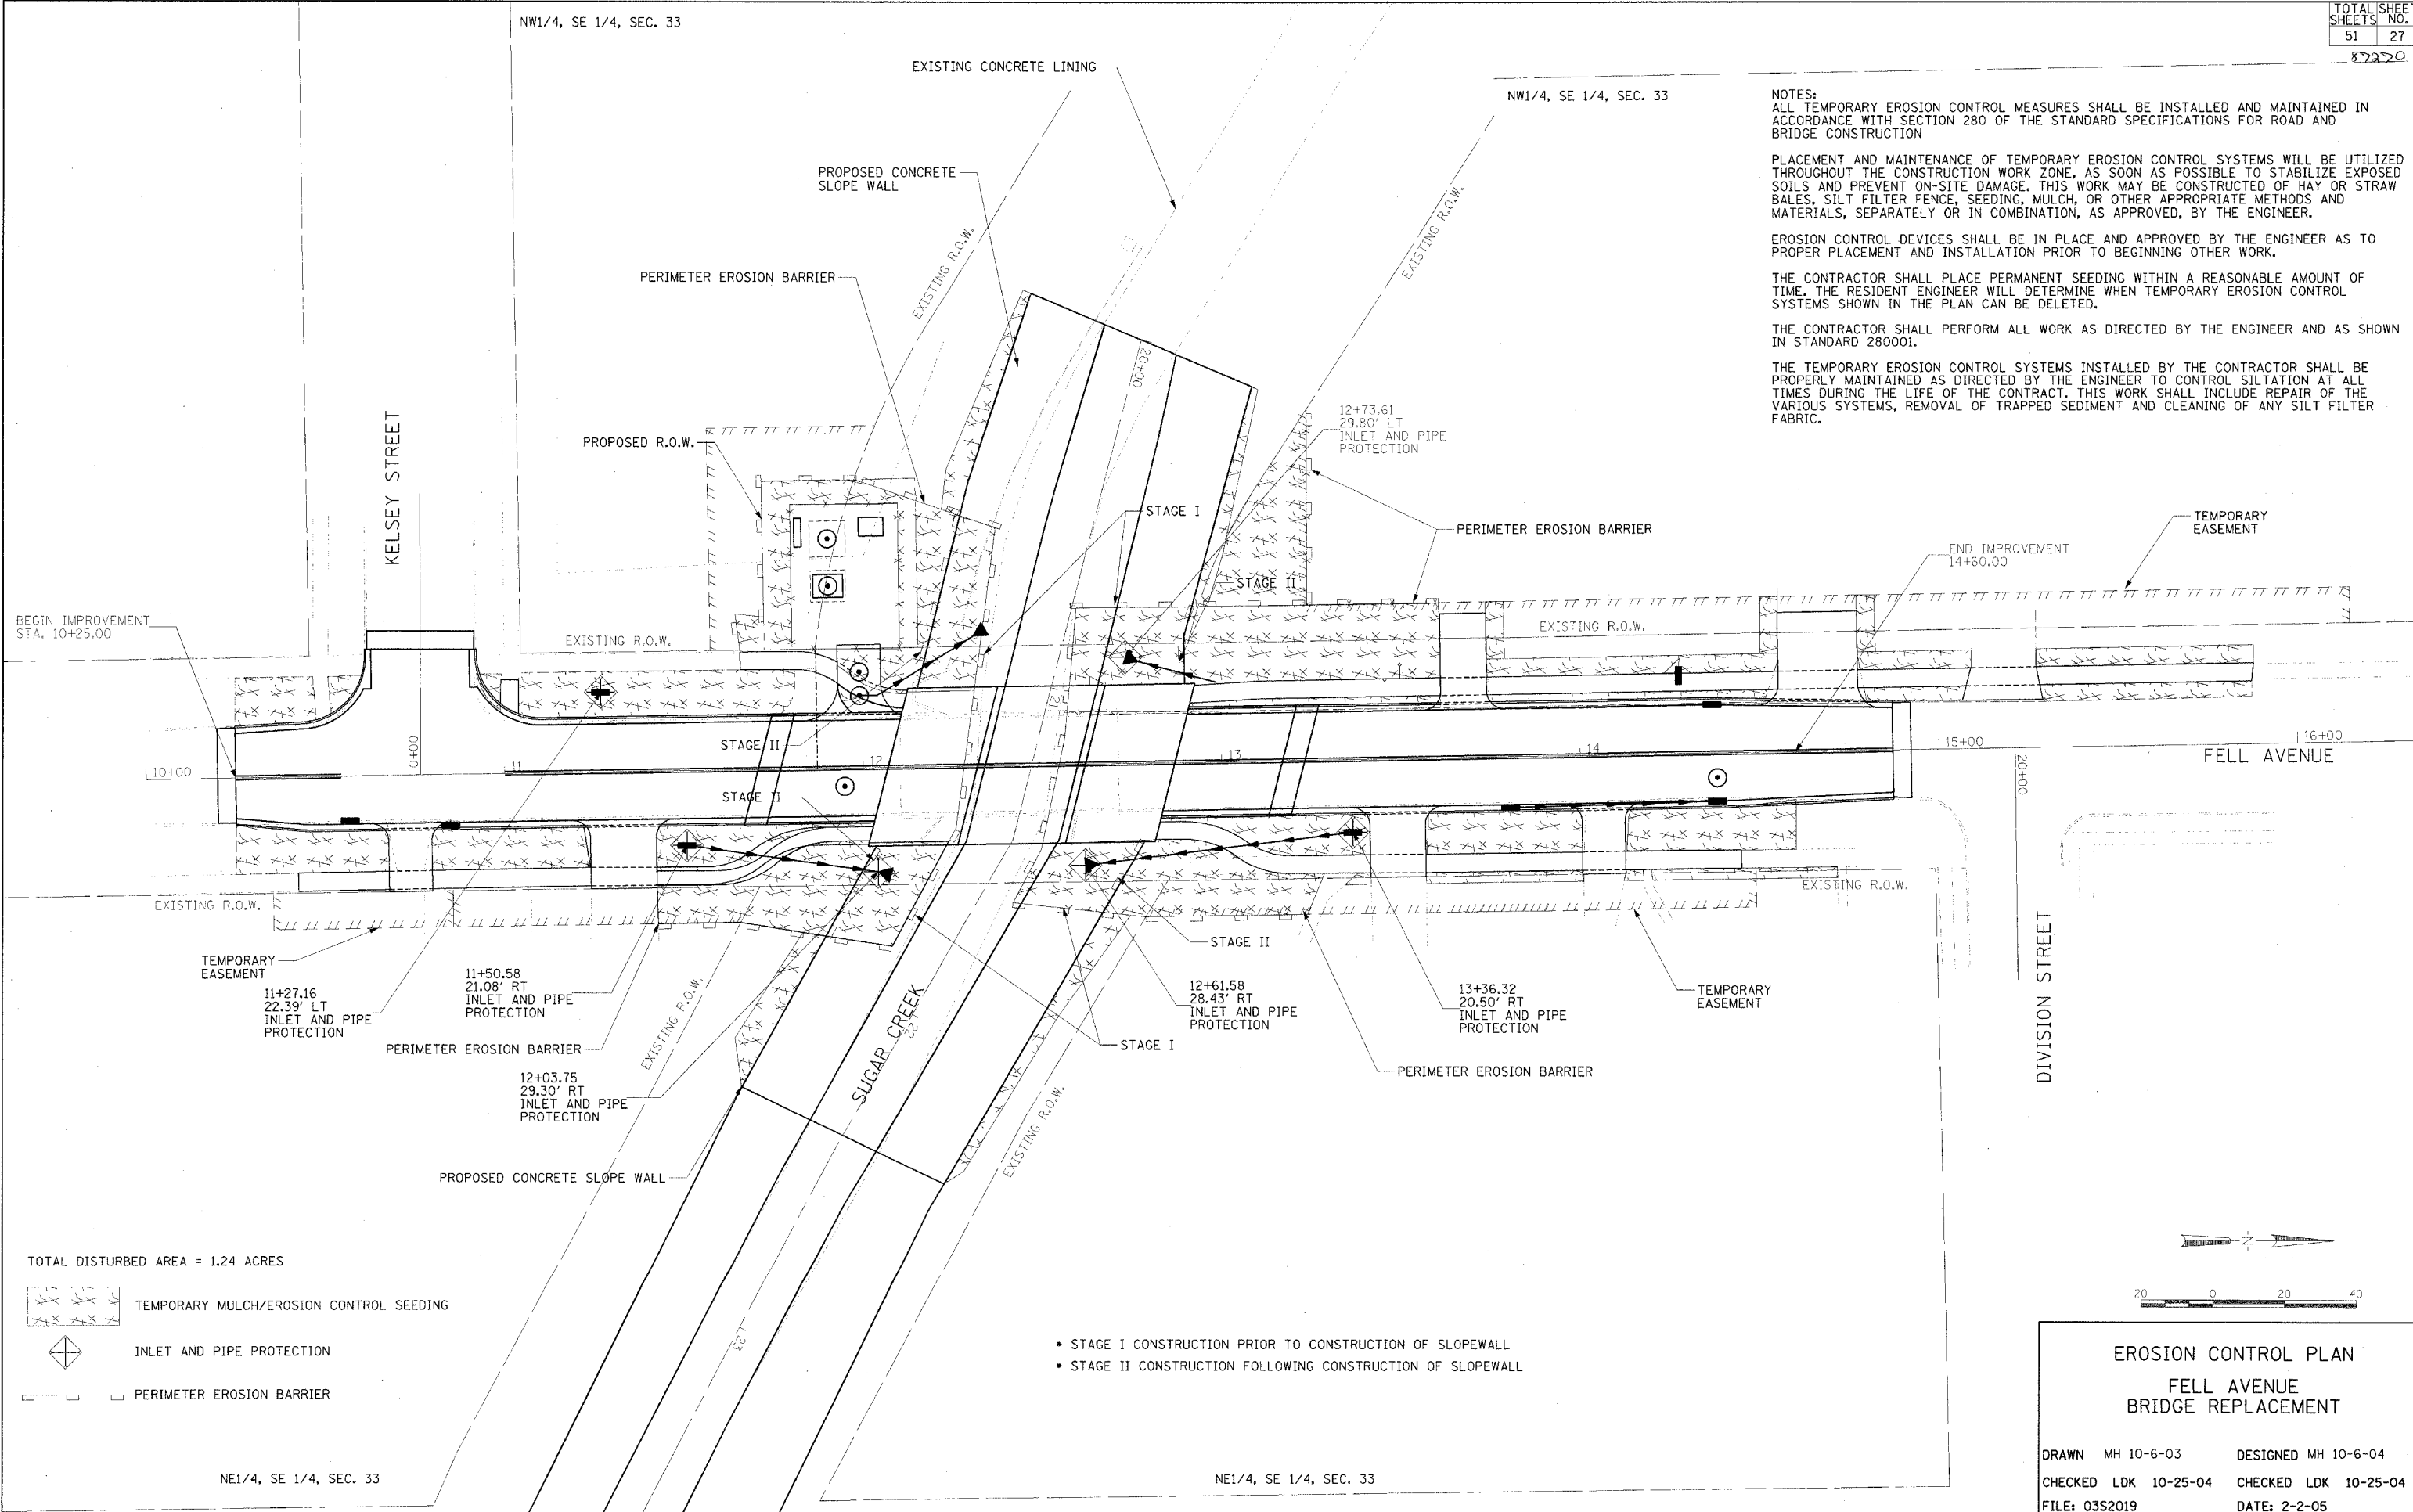 TOTAL SHEETS
SHEET NO.
51
27
87220
NW1/4, SE 1/4, SEC. 33
EXISTING CONCRETE LINING
NW1/4, SE 1/4, SEC. 33
NOTES:
ALL TEMPORARY EROSION CONTROL MEASURES SHALL BE INSTALLED AND MAINTAINED IN
ACCORDANCE WITH SECTION 280 OF THE STANDARD SPECIFICATIONS FOR ROAD AND
BRIDGE CONSTRUCTION
PLACEMENT AND MAINTENANCE OF TEMPORARY EROSION CONTROL SYSTEMS WILL BE UTILIZED
THROUGHOUT THE CONSTRUCTION WORK ZONE, AS SOON AS POSSIBLE TO STABILIZE EXPOSED
SOILS AND PREVENT ON-SITE DAMAGE. THIS WORK MAY BE CONSTRUCTED OF HAY OR STRAW
BALES, SILT FILTER FENCE, SEEDING, MULCH, OR OTHER APPROPRIATE METHODS AND
MATERIALS, SEPARATELY OR IN COMBINATION, AS APPROVED, BY THE ENGINEER.
EROSION CONTROL DEVICES SHALL BE IN PLACE AND APPROVED BY THE ENGINEER AS TO
PROPER PLACEMENT AND INSTALLATION PRIOR TO BEGINNING OTHER WORK.
THE CONTRACTOR SHALL PLACE PERMANENT SEEDING WITHIN A REASONABLE AMOUNT OF
TIME. THE RESIDENT ENGINEER WILL DETERMINE WHEN TEMPORARY EROSION CONTROL
SYSTEMS SHOWN IN THE PLAN CAN BE DELETED.
THE CONTRACTOR SHALL PERFORM ALL WORK AS DIRECTED BY THE ENGINEER AND AS SHOWN
IN STANDARD 280001.
THE TEMPORARY EROSION CONTROL SYSTEMS INSTALLED BY THE CONTRACTOR SHALL BE
PROPERLY MAINTAINED AS DIRECTED BY THE ENGINEER TO CONTROL SILTATION AT ALL
TIMES DURING THE LIFE OF THE CONTRACT. THIS WORK SHALL INCLUDE REPAIR OF THE
VARIOUS SYSTEMS, REMOVAL OF TRAPPED SEDIMENT AND CLEANING OF ANY SILT FILTER
FABRIC.
PROPOSED CONCRETE
SLOPE WALL
EXISTING R.O.W.
EXISTING R.O.W.
PERIMETER EROSION BARRIER
20+00
KELSEY STREET
PROPOSED R.O.W.
12+73.61
29.80' LT
INLET AND PIPE
PROTECTION
STAGE I
PERIMETER EROSION BARRIER
TEMPORARY
EASEMENT
END IMPROVEMENT
14+60.00
STAGE II
BEGIN IMPROVEMENT
STA. 10+25.00
EXISTING R.O.W.
EXISTING R.O.W.
0+00
STAGE II
21
10+00
11
12
13
14
15+00
16+00
FELL AVENUE
20+00
STAGE II
EXISTING R.O.W.
EXISTING R.O.W.
TEMPORARY
EASEMENT
11+27.16
22.39' LT
INLET AND PIPE
PROTECTION
11+50.58
21.08' RT
INLET AND PIPE
PROTECTION
PERIMETER EROSION BARRIER
12+03.75
29.30' RT
INLET AND PIPE
PROTECTION
EXISTING R.O.W.
SUGAR CREEK
22
STAGE II
12+61.58
28.43' RT
INLET AND PIPE
PROTECTION
STAGE I
13+36.32
20.50' RT
INLET AND PIPE
PROTECTION
PERIMETER EROSION BARRIER
TEMPORARY
EASEMENT
DIVISION STREET
EXISTING R.O.W.
PROPOSED CONCRETE SLOPE WALL
23
TOTAL DISTURBED AREA = 1.24 ACRES
TEMPORARY MULCH/EROSION CONTROL SEEDING
INLET AND PIPE PROTECTION
PERIMETER EROSION BARRIER
• STAGE I CONSTRUCTION PRIOR TO CONSTRUCTION OF SLOPEWALL
• STAGE II CONSTRUCTION FOLLOWING CONSTRUCTION OF SLOPEWALL
NE1/4, SE 1/4, SEC. 33
NE1/4, SE 1/4, SEC. 33
N
20 0 20 40
EROSION CONTROL PLAN
FELL AVENUE
BRIDGE REPLACEMENT
DRAWN MH 10-6-03 DESIGNED MH 10-6-04
CHECKED LDK 10-25-04 CHECKED LDK 10-25-04
FILE: 03S2019 DATE: 2-2-05